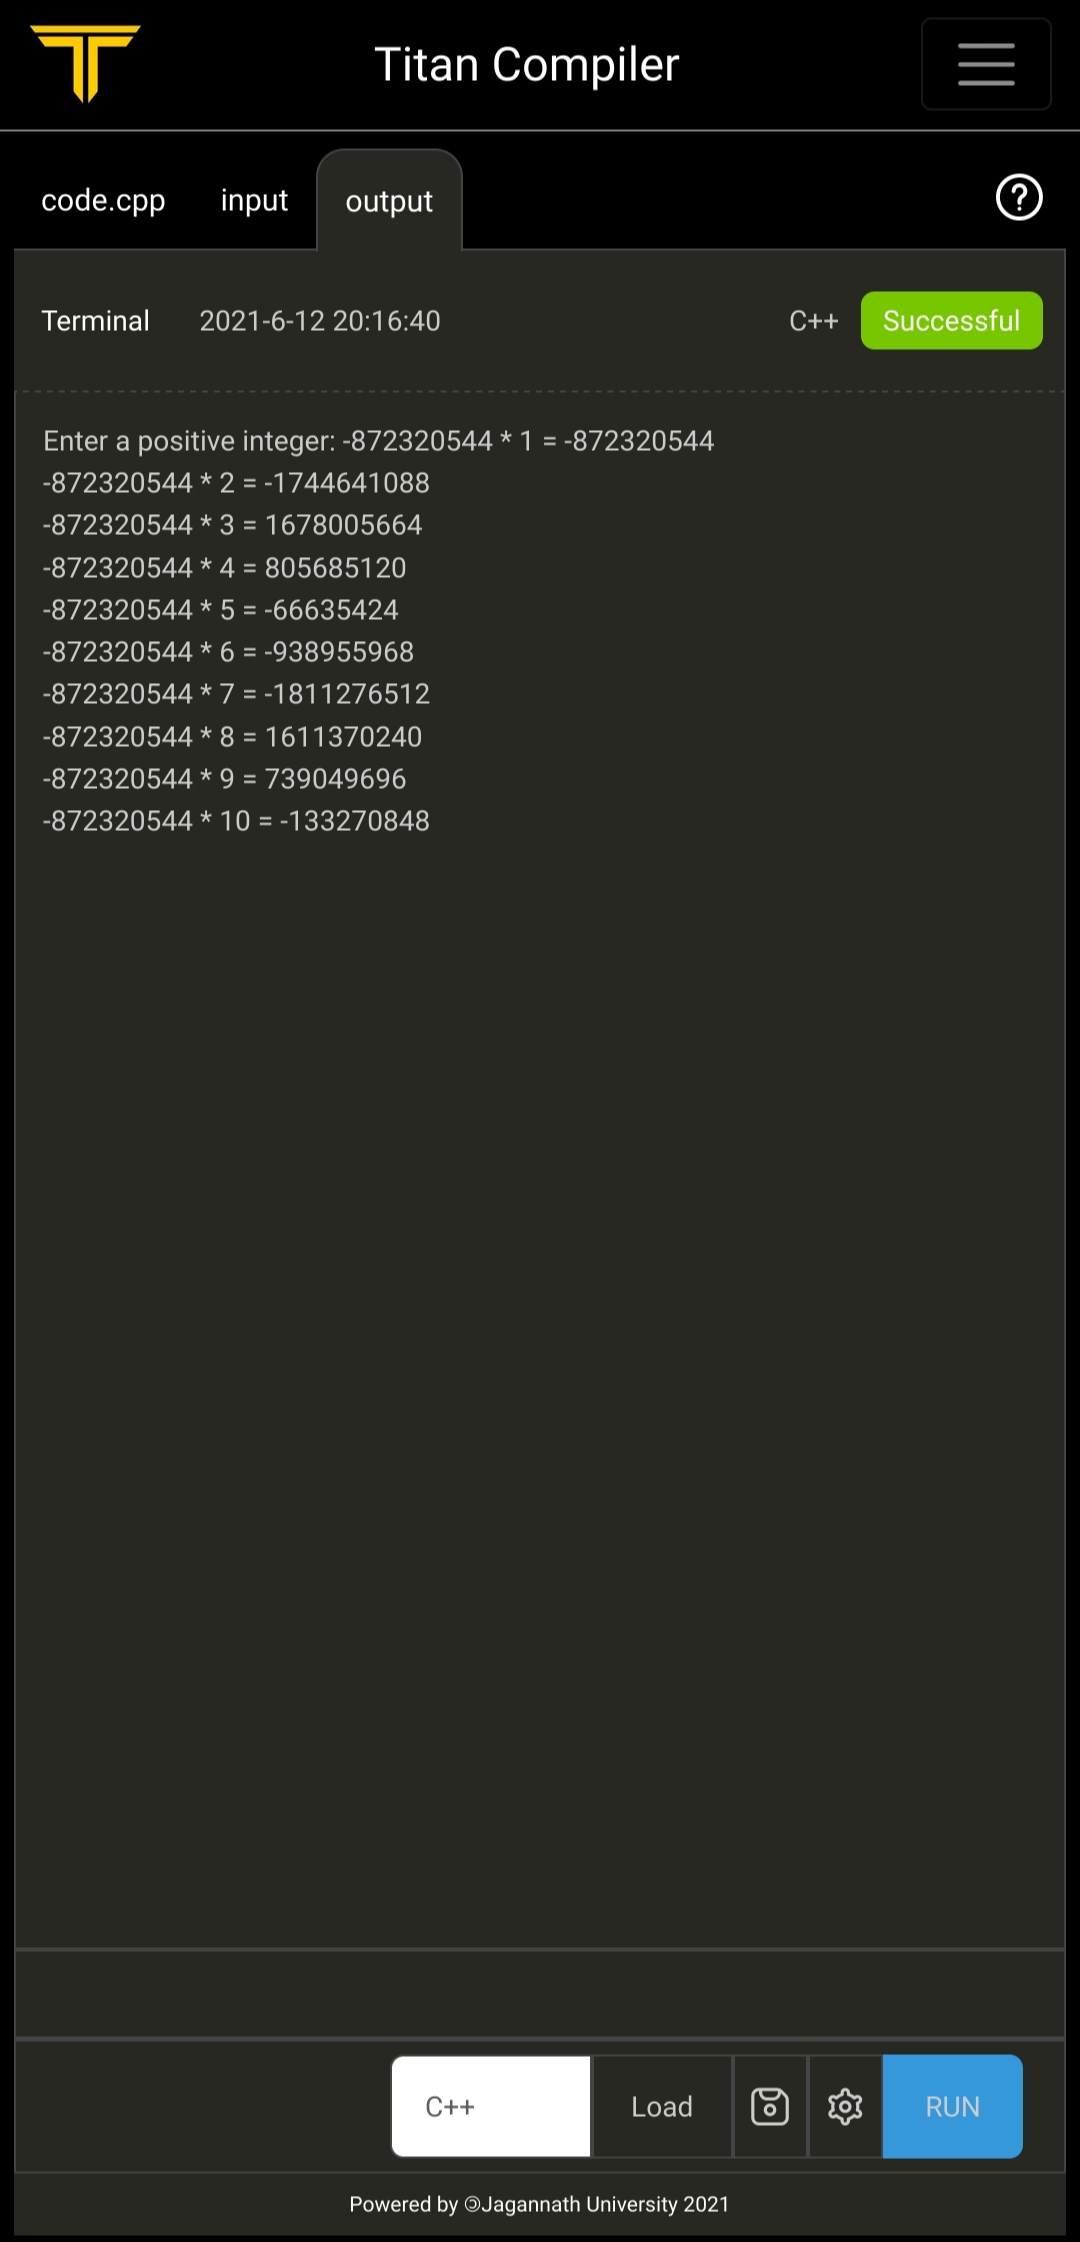 Titan Compiler
code.cpp input output
Terminal 2021-6-12 20:16:40 C++ Successful
Enter a positive integer: -872320544 * 1 = -872320544
-872320544 * 2 = -1744641088
-872320544 * 3 = 1678005664
-872320544 * 4 = 805685120
-872320544 * 5 = -66635424
-872320544 * 6 = -938955968
-872320544 * 7 = -1811276512
-872320544 * 8 = 1611370240
-872320544 * 9 = 739049696
-872320544 * 10 = -133270848
C++ Load RUN
Powered by 🄯Jagannath University 2021